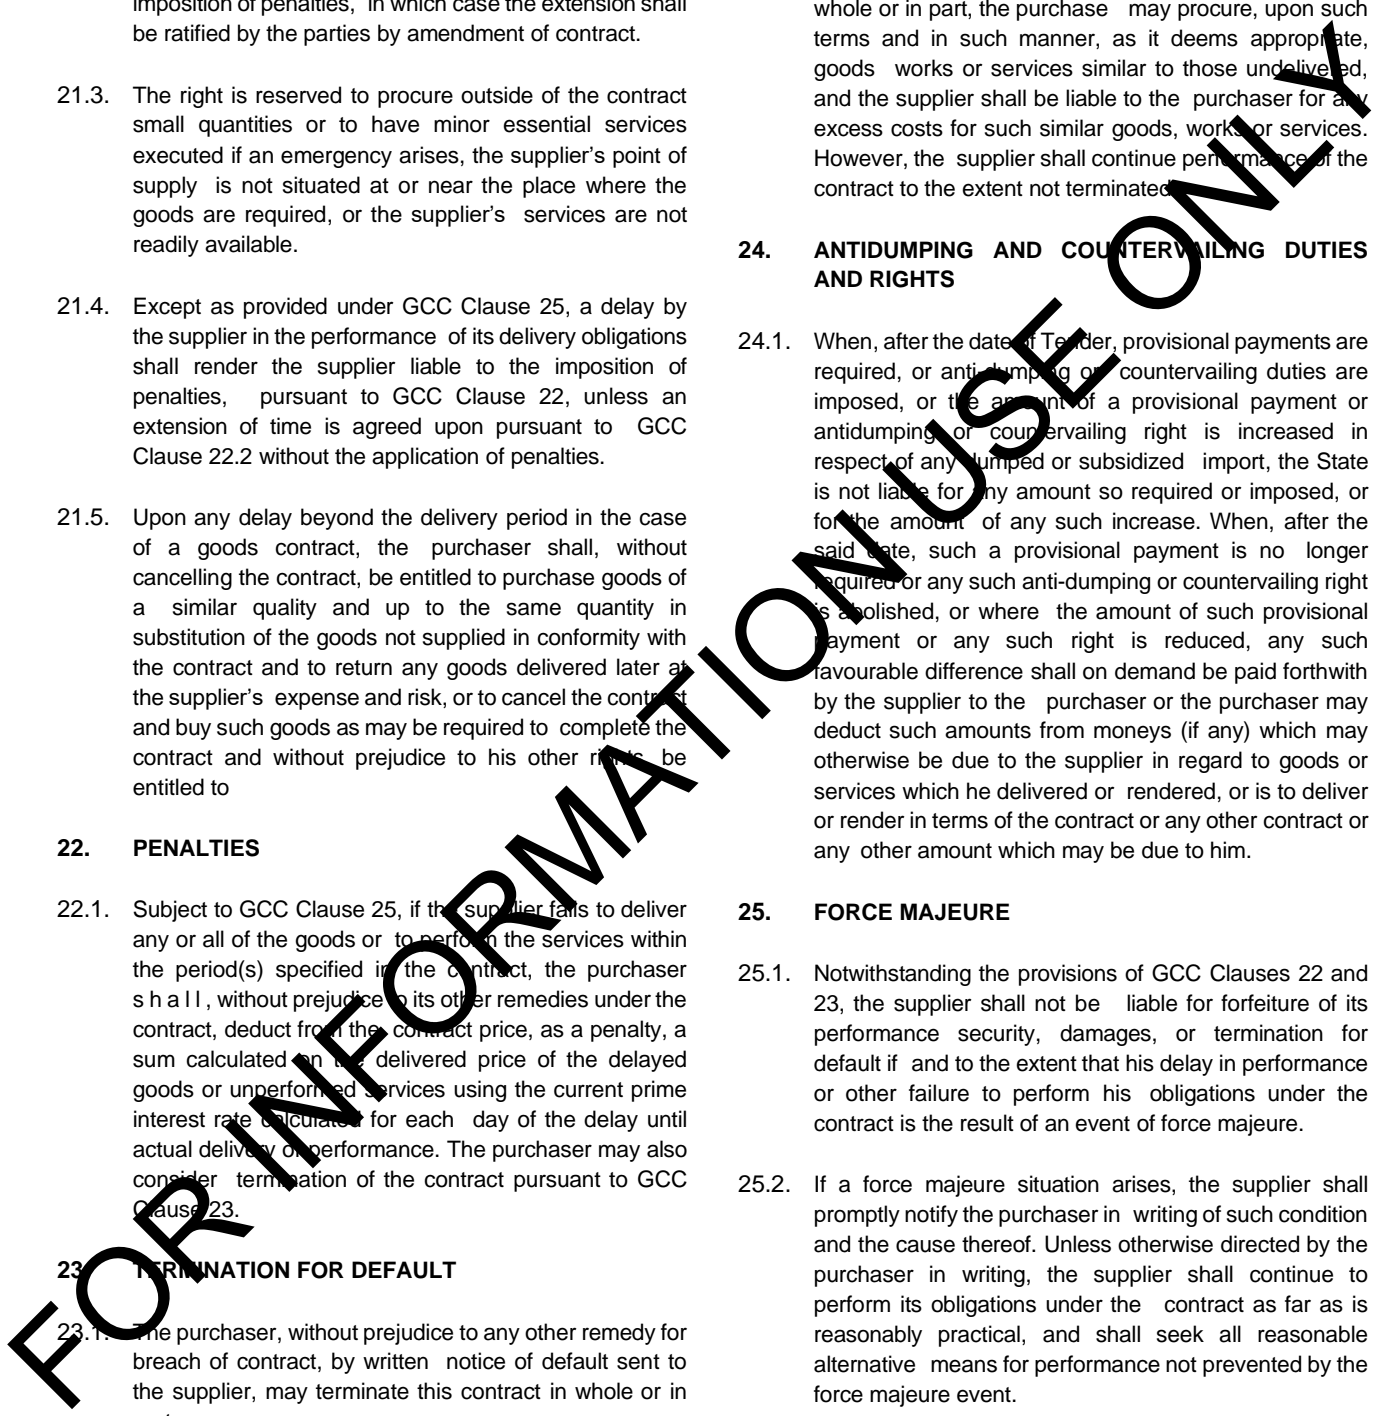 imposition of penalties, in which case the extension shall
be ratified by the parties by amendment of contract.
21.3. The right is reserved to procure outside of the contract
small quantities or to have minor essential services
executed if an emergency arises, the supplier’s point of
supply is not situated at or near the place where the
goods are required, or the supplier’s services are not
readily available.
21.4. Except as provided under GCC Clause 25, a delay by
the supplier in the performance of its delivery obligations
shall render the supplier liable to the imposition of
penalties, pursuant to GCC Clause 22, unless an
extension of time is agreed upon pursuant to GCC
Clause 22.2 without the application of penalties.
21.5. Upon any delay beyond the delivery period in the case
of a goods contract, the purchaser shall, without
cancelling the contract, be entitled to purchase goods of
a similar quality and up to the same quantity in
substitution of the goods not supplied in conformity with
the contract and to return any goods delivered later at
the supplier’s expense and risk, or to cancel the contract
and buy such goods as may be required to complete the
contract and without prejudice to his other rights, be
entitled to
22. PENALTIES
22.1. Subject to GCC Clause 25, if the supplier fails to deliver
any or all of the goods or to perform the services within
the period(s) specified in the contract, the purchaser
s h a l l , without prejudice to its other remedies under the
contract, deduct from the contract price, as a penalty, a
sum calculated on the delivered price of the delayed
goods or unperformed services using the current prime
interest rate calculated for each day of the delay until
actual delivery or performance. The purchaser may also
consider termination of the contract pursuant to GCC
Clause 23.
23. TERMINATION FOR DEFAULT
23.1. The purchaser, without prejudice to any other remedy for
breach of contract, by written notice of default sent to
the supplier, may terminate this contract in whole or in
whole or in part, the purchase may procure, upon such
terms and in such manner, as it deems appropriate,
goods works or services similar to those undelivered,
and the supplier shall be liable to the purchaser for any
excess costs for such similar goods, works or services.
However, the supplier shall continue performance of the
contract to the extent not terminated
24. ANTIDUMPING AND COUNTERVAILING DUTIES
AND RIGHTS
24.1. When, after the date of Tender, provisional payments are
required, or anti-dumping or countervailing duties are
imposed, or the amount of a provisional payment or
antidumping or countervailing right is increased in
respect of any dumped or subsidized import, the State
is not liable for any amount so required or imposed, or
for the amount of any such increase. When, after the
said date, such a provisional payment is no longer
required or any such anti-dumping or countervailing right
is abolished, or where the amount of such provisional
payment or any such right is reduced, any such
favourable difference shall on demand be paid forthwith
by the supplier to the purchaser or the purchaser may
deduct such amounts from moneys (if any) which may
otherwise be due to the supplier in regard to goods or
services which he delivered or rendered, or is to deliver
or render in terms of the contract or any other contract or
any other amount which may be due to him.
25. FORCE MAJEURE
25.1. Notwithstanding the provisions of GCC Clauses 22 and
23, the supplier shall not be liable for forfeiture of its
performance security, damages, or termination for
default if and to the extent that his delay in performance
or other failure to perform his obligations under the
contract is the result of an event of force majeure.
25.2. If a force majeure situation arises, the supplier shall
promptly notify the purchaser in writing of such condition
and the cause thereof. Unless otherwise directed by the
purchaser in writing, the supplier shall continue to
perform its obligations under the contract as far as is
reasonably practical, and shall seek all reasonable
alternative means for performance not prevented by the
force majeure event.
FOR INFORMATION USE ONLY